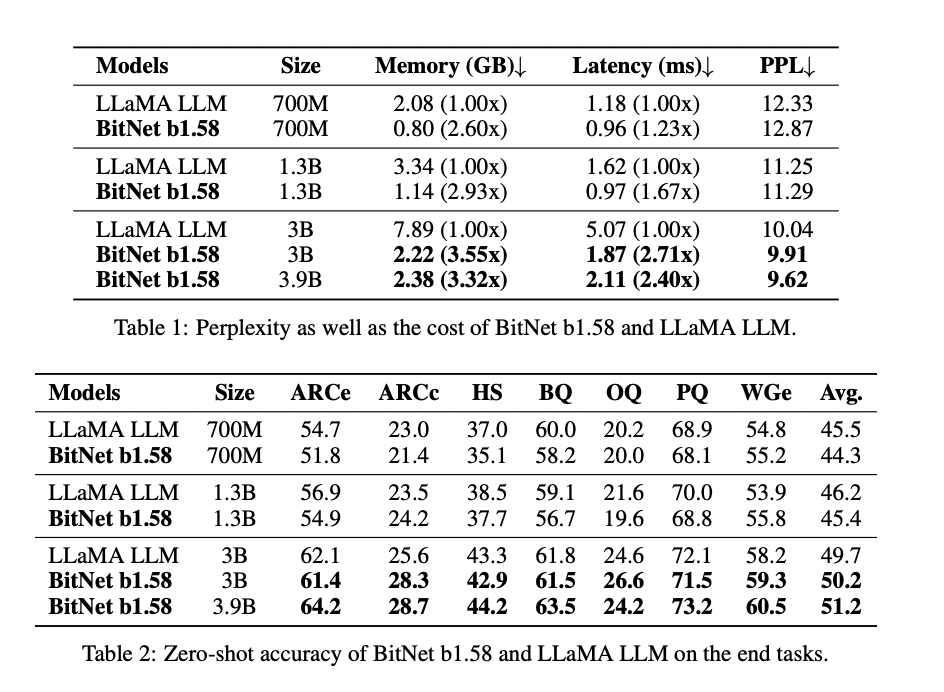 Models Size Memory (GB)↓ Latency (ms)↓ PPL↓
LLaMA LLM 700M 2.08 (1.00x) 1.18 (1.00x) 12.33
BitNet b1.58 700M 0.80 (2.60x) 0.96 (1.23x) 12.87
LLaMA LLM 1.3B 3.34 (1.00x) 1.62 (1.00x) 11.25
BitNet b1.58 1.3B 1.14 (2.93x) 0.97 (1.67x) 11.29
LLaMA LLM 3B 7.89 (1.00x) 5.07 (1.00x) 10.04
BitNet b1.58 3B 2.22 (3.55x) 1.87 (2.71x) 9.91
BitNet b1.58 3.9B 2.38 (3.32x) 2.11 (2.40x) 9.62
Table 1: Perplexity as well as the cost of BitNet b1.58 and LLaMA LLM.
Models Size ARCe ARCc HS BQ OQ PQ WGe Avg.
LLaMA LLM 700M 54.7 23.0 37.0 60.0 20.2 68.9 54.8 45.5
BitNet b1.58 700M 51.8 21.4 35.1 58.2 20.0 68.1 55.2 44.3
LLaMA LLM 1.3B 56.9 23.5 38.5 59.1 21.6 70.0 53.9 46.2
BitNet b1.58 1.3B 54.9 24.2 37.7 56.7 19.6 68.8 55.8 45.4
LLaMA LLM 3B 62.1 25.6 43.3 61.8 24.6 72.1 58.2 49.7
BitNet b1.58 3B 61.4 28.3 42.9 61.5 26.6 71.5 59.3 50.2
BitNet b1.58 3.9B 64.2 28.7 44.2 63.5 24.2 73.2 60.5 51.2
Table 2: Zero-shot accuracy of BitNet b1.58 and LLaMA LLM on the end tasks.